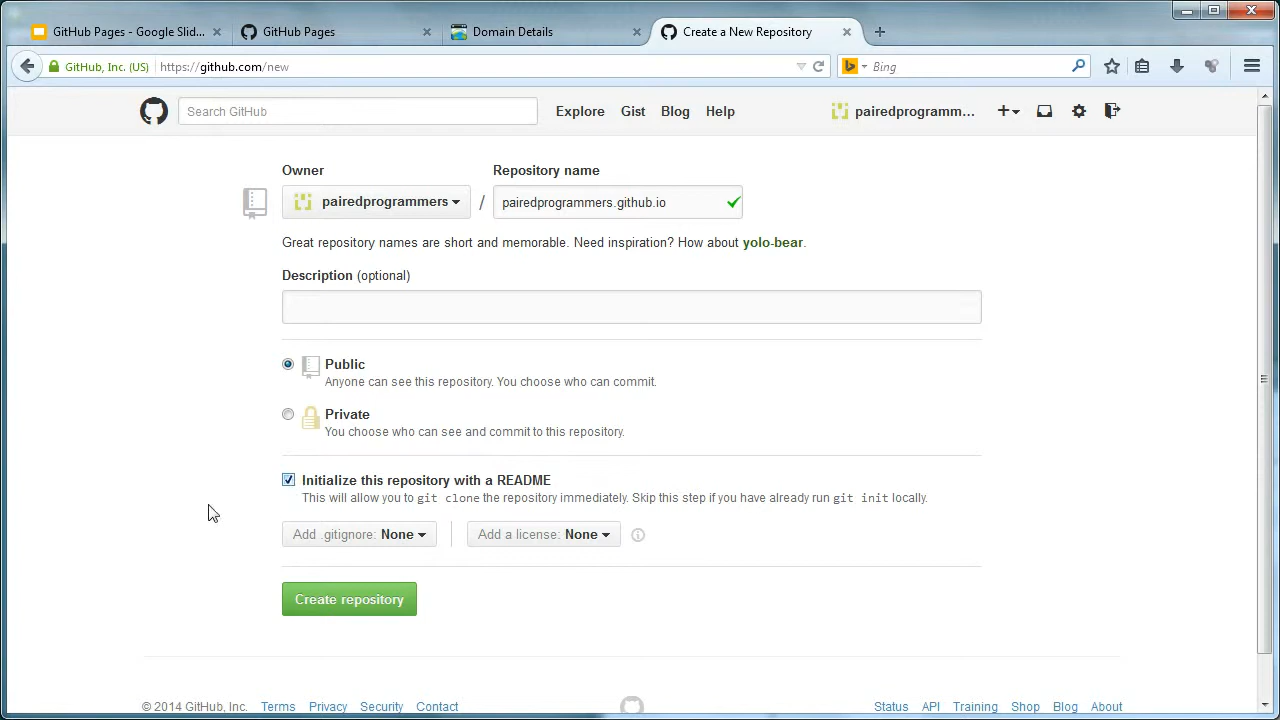 GitHub Pages - Google Slid...
GitHub Pages
Domain Details
Create a New Repository
GitHub, Inc. (US)
https://github.com/new
Bing
Search GitHub
Explore
Gist
Blog
Help
pairedprogramm...
Owner
Repository name
pairedprogrammers
/
pairedprogrammers.github.io
Great repository names are short and memorable. Need inspiration? How about yolo-bear.
Description (optional)
Public
Anyone can see this repository. You choose who can commit.
Private
You choose who can see and commit to this repository.
Initialize this repository with a README
This will allow you to git clone the repository immediately. Skip this step if you have already run git init locally.
Add .gitignore: None
Add a license: None
Create repository
© 2014 GitHub, Inc.
Terms
Privacy
Security
Contact
Status
API
Training
Shop
Blog
About